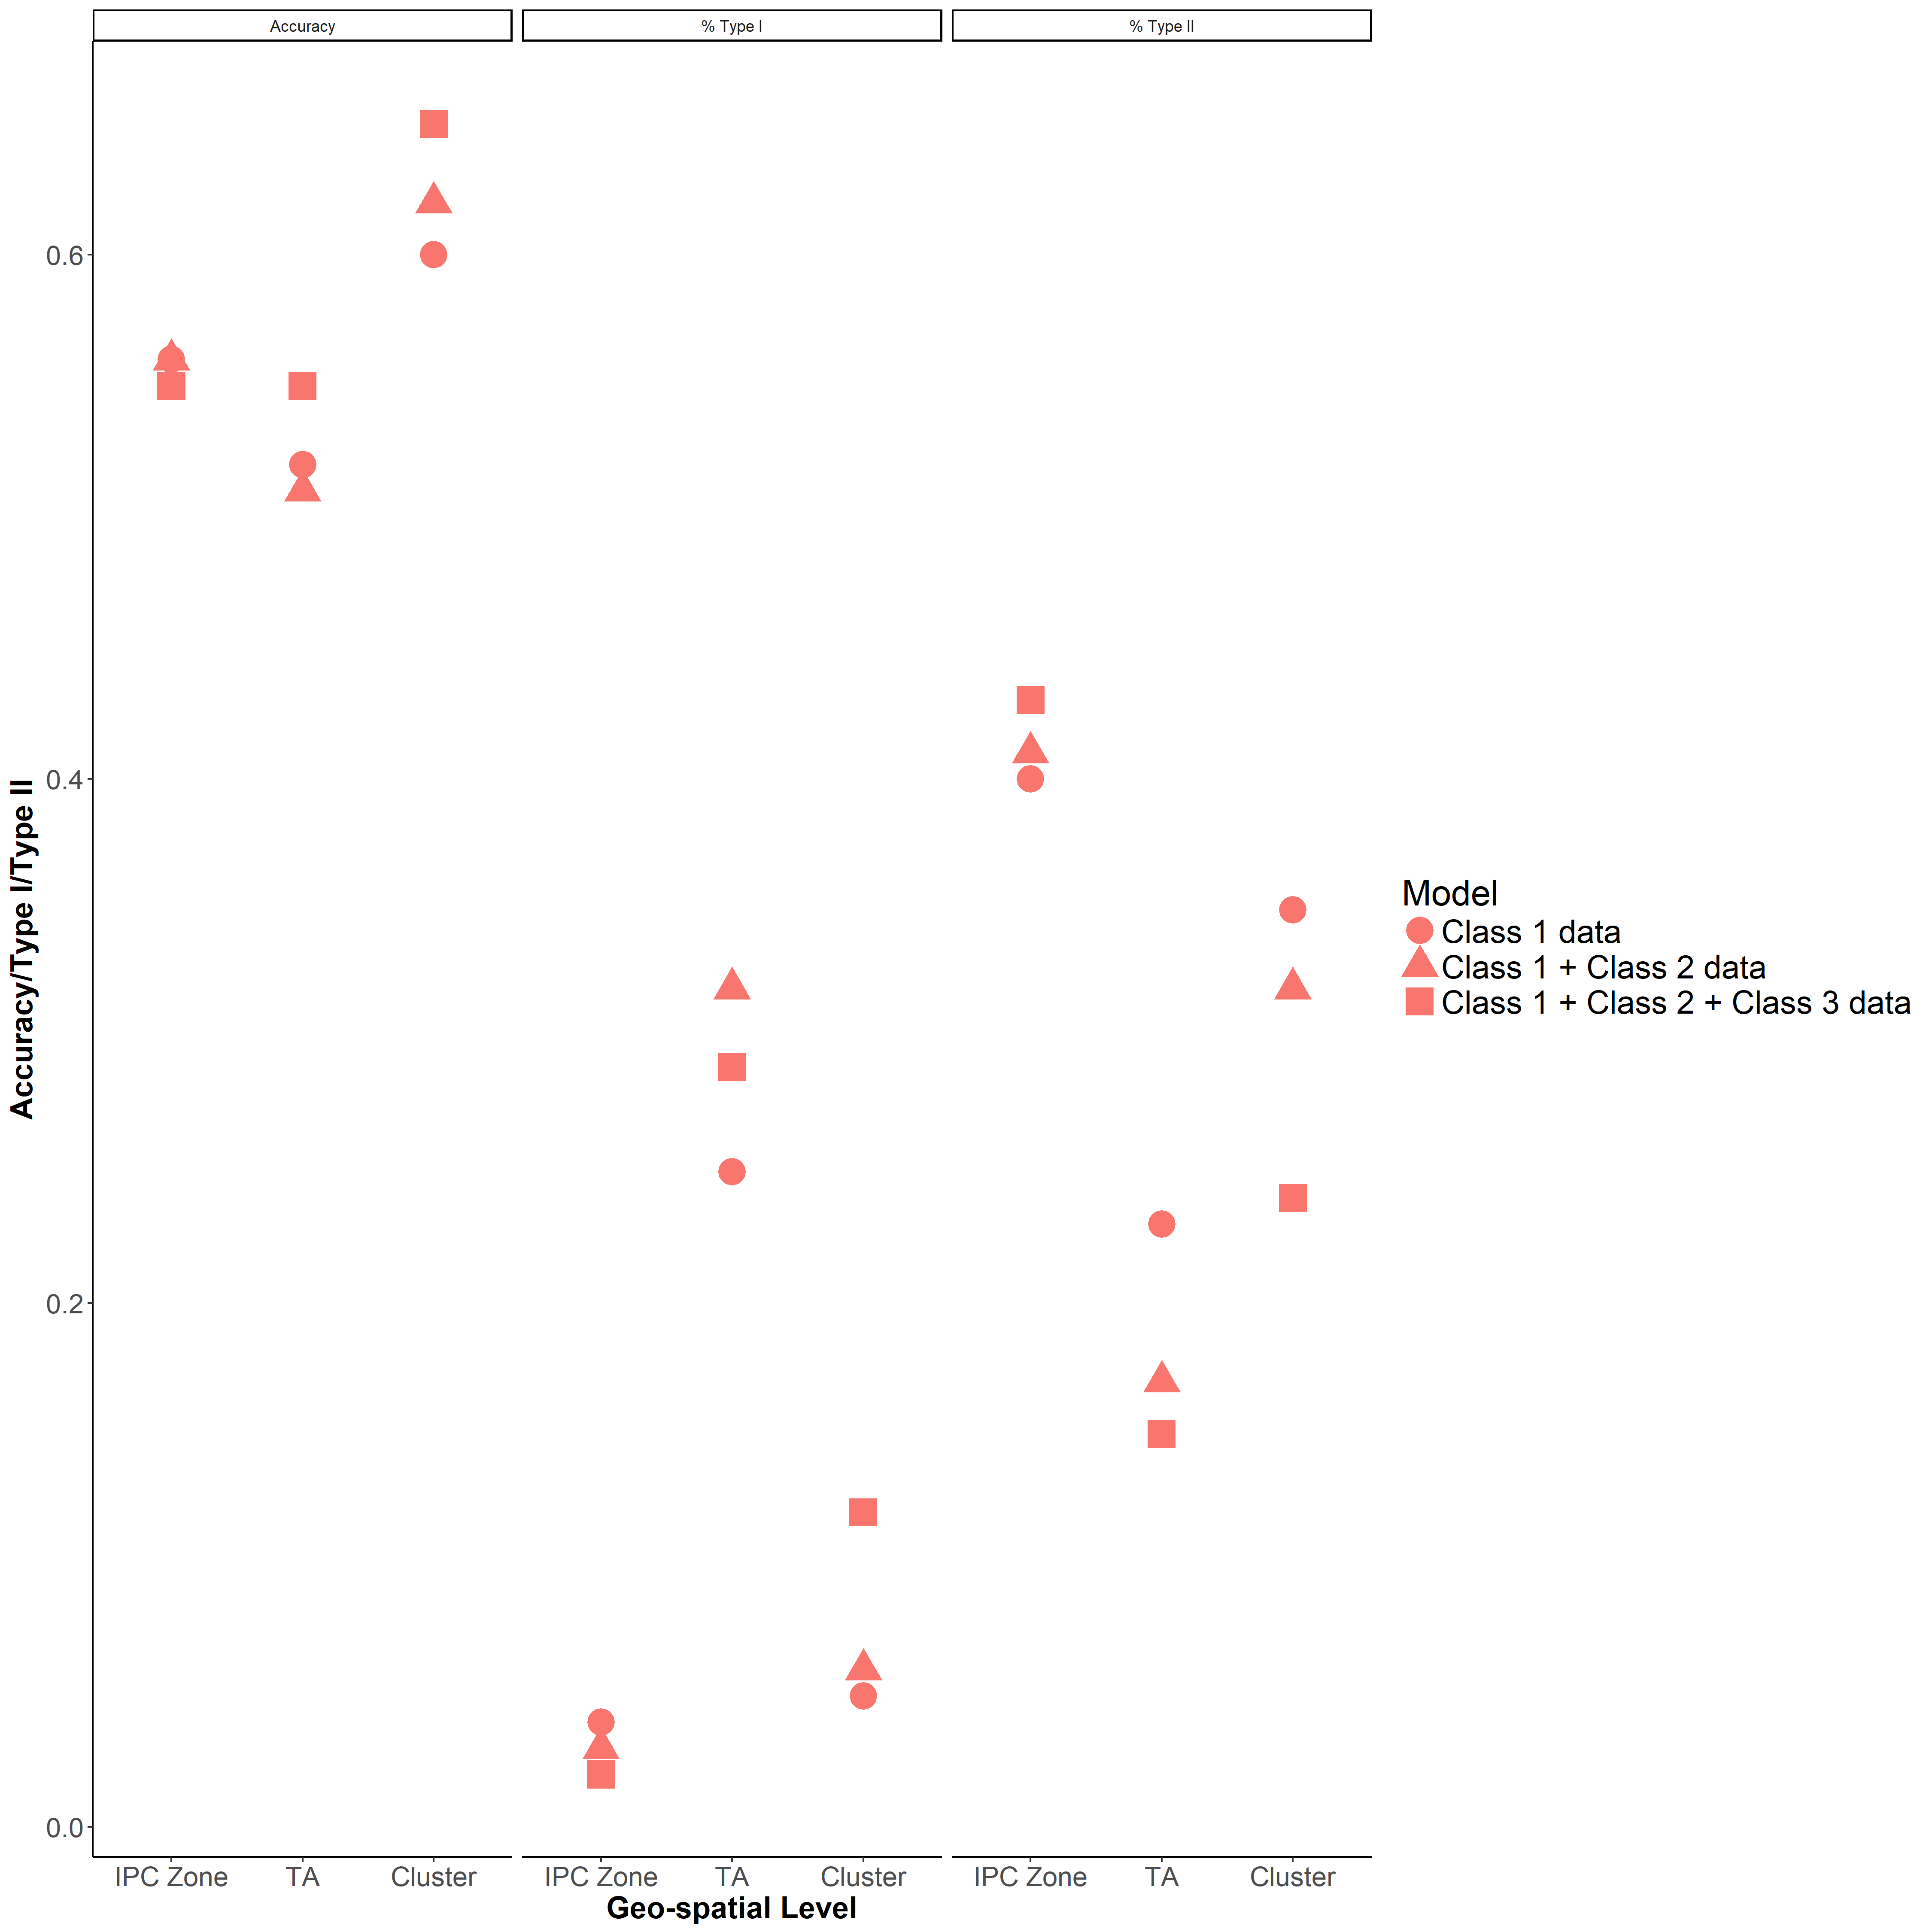 Accuracy
% Type I
% Type II
Accuracy/Type I/Type II
0.6
0.4
0.2
0.0
IPC Zone TA Cluster
IPC Zone TA Cluster
IPC Zone TA Cluster
Geo-spatial Level
Model
Class 1 data
Class 1 + Class 2 data
Class 1 + Class 2 + Class 3 data